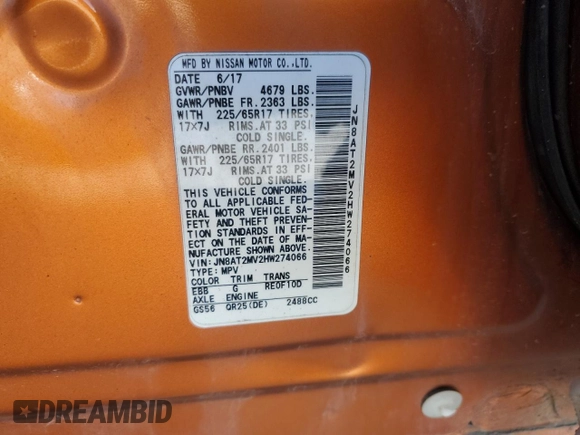 MFD BY NISSAN MOTOR CO.,LTD.
DATE 6/17
GVWR/PNBV 4679 LBS.
GAWR/PNBE FR. 2363 LBS.
WITH 225/65R17 TIRES,
17×7J RIMS.AT 33 PSI
COLD SINGLE.
GAWR/PNBE RR. 2401 LBS.
WITH 225/65R17 TIRES,
17×7J RIMS.AT 33 PSI
COLD SINGLE.
THIS VEHICLE CONFORMS
TO ALL APPLICABLE FED-
ERAL MOTOR VEHICLE SA-
FETY AND THEFT PREVEN-
TION STANDARDS IN EFF-
ECT ON THE DATE OF MA-
NUFACTURE SHOWN ABOVE.
VIN: JN8AT2MV2HW274066
TYPE: MPV
COLOR TRIM TRANS
EBB G RE0F10D
AXLE ENGINE
GS56 QR25(DE) 2488CC
JN8AT2MV2HW274066
DREAMBID